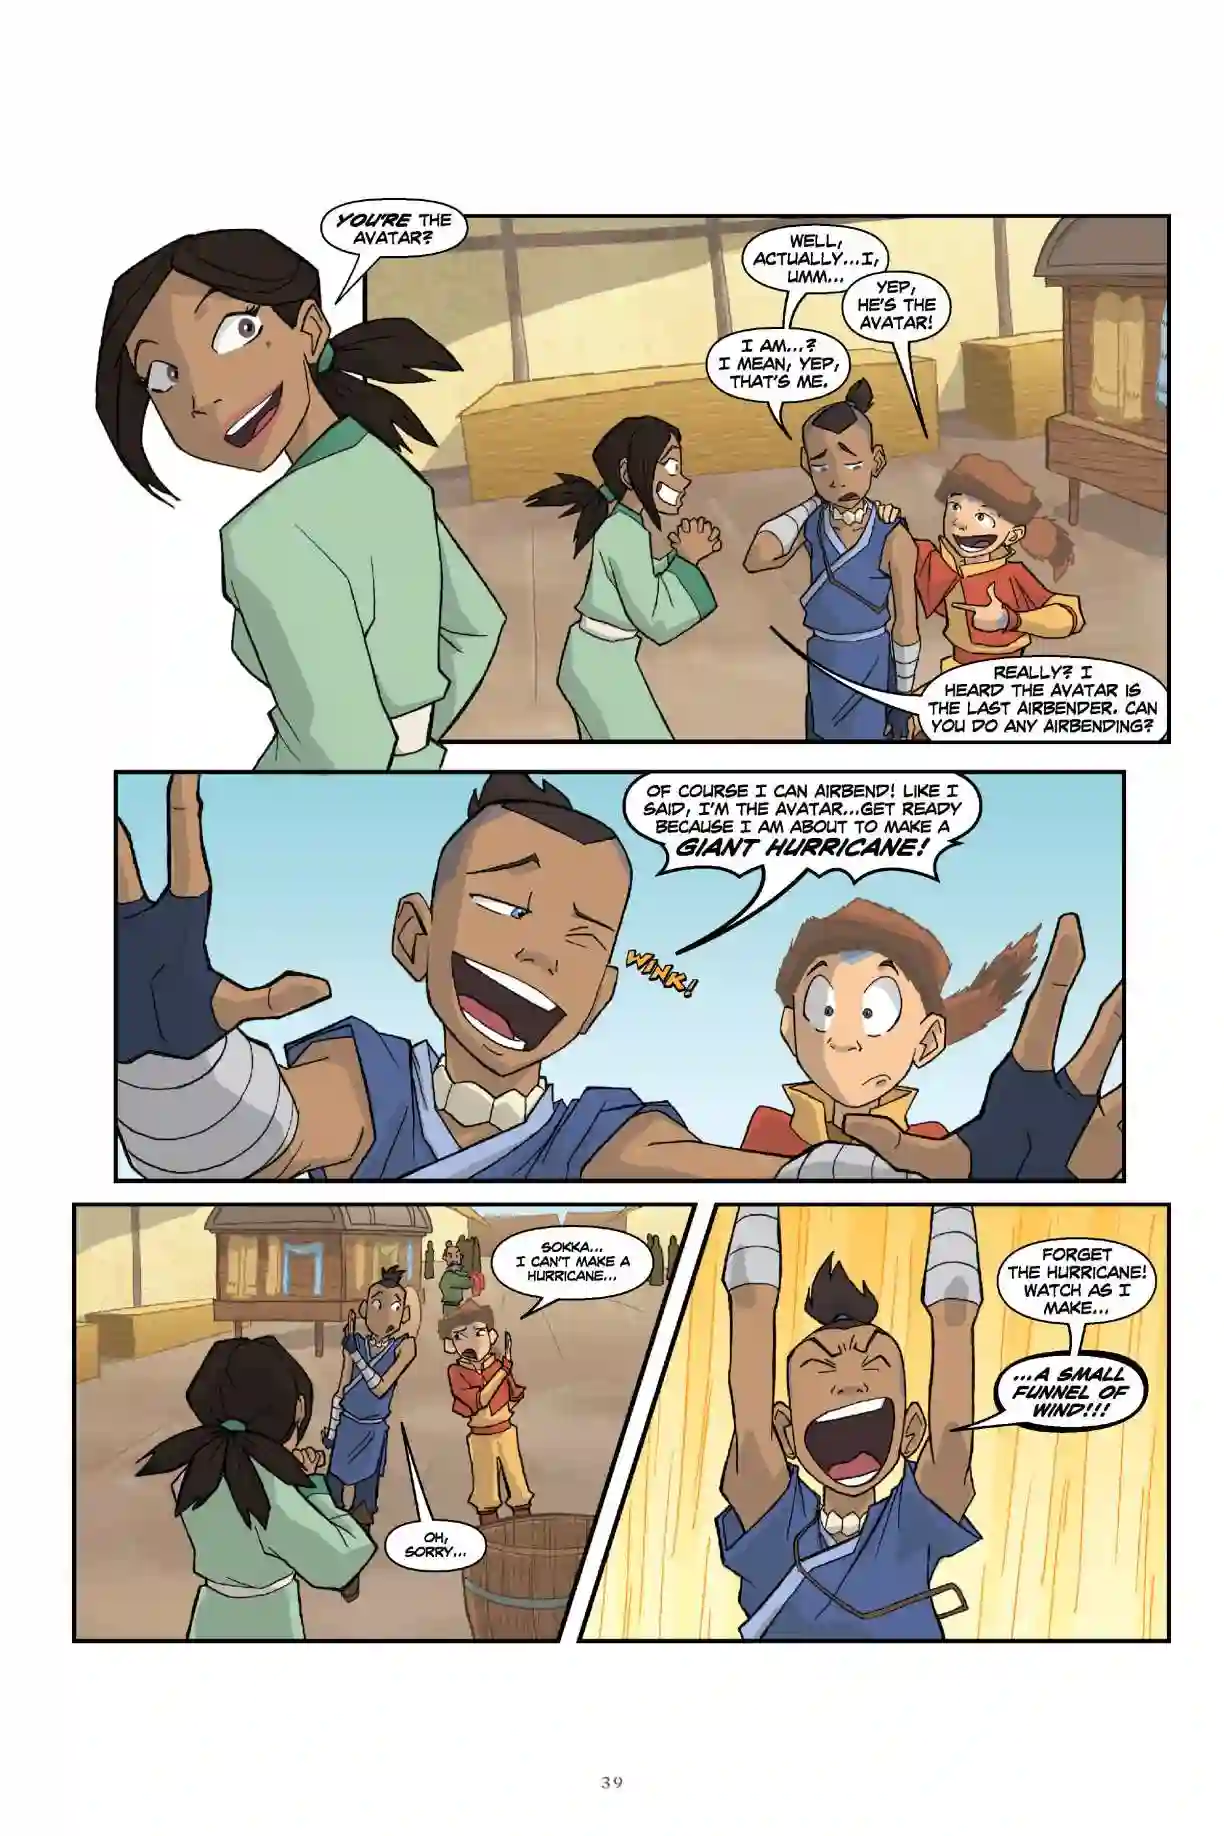 YOU'RE THE
AVATAR?
WELL,
ACTUALLY...I,
UMM...
YEP,
HE'S THE
AVATAR!
I AM...?
I MEAN, YEP,
THAT'S ME.
REALLY? I
HEARD THE AVATAR IS
THE LAST AIRBENDER. CAN
YOU DO ANY AIRBENDING?
OF COURSE I CAN AIRBEND! LIKE I
SAID, I'M THE AVATAR...GET READY
BECAUSE I AM ABOUT TO MAKE A
GIANT HURRICANE!
WINK!
SOKKA...
I CAN'T MAKE A
HURRICANE...
OH,
SORRY...
FORGET
THE HURRICANE!
WATCH AS I
MAKE...
...A SMALL
FUNNEL OF
WIND!!!
39